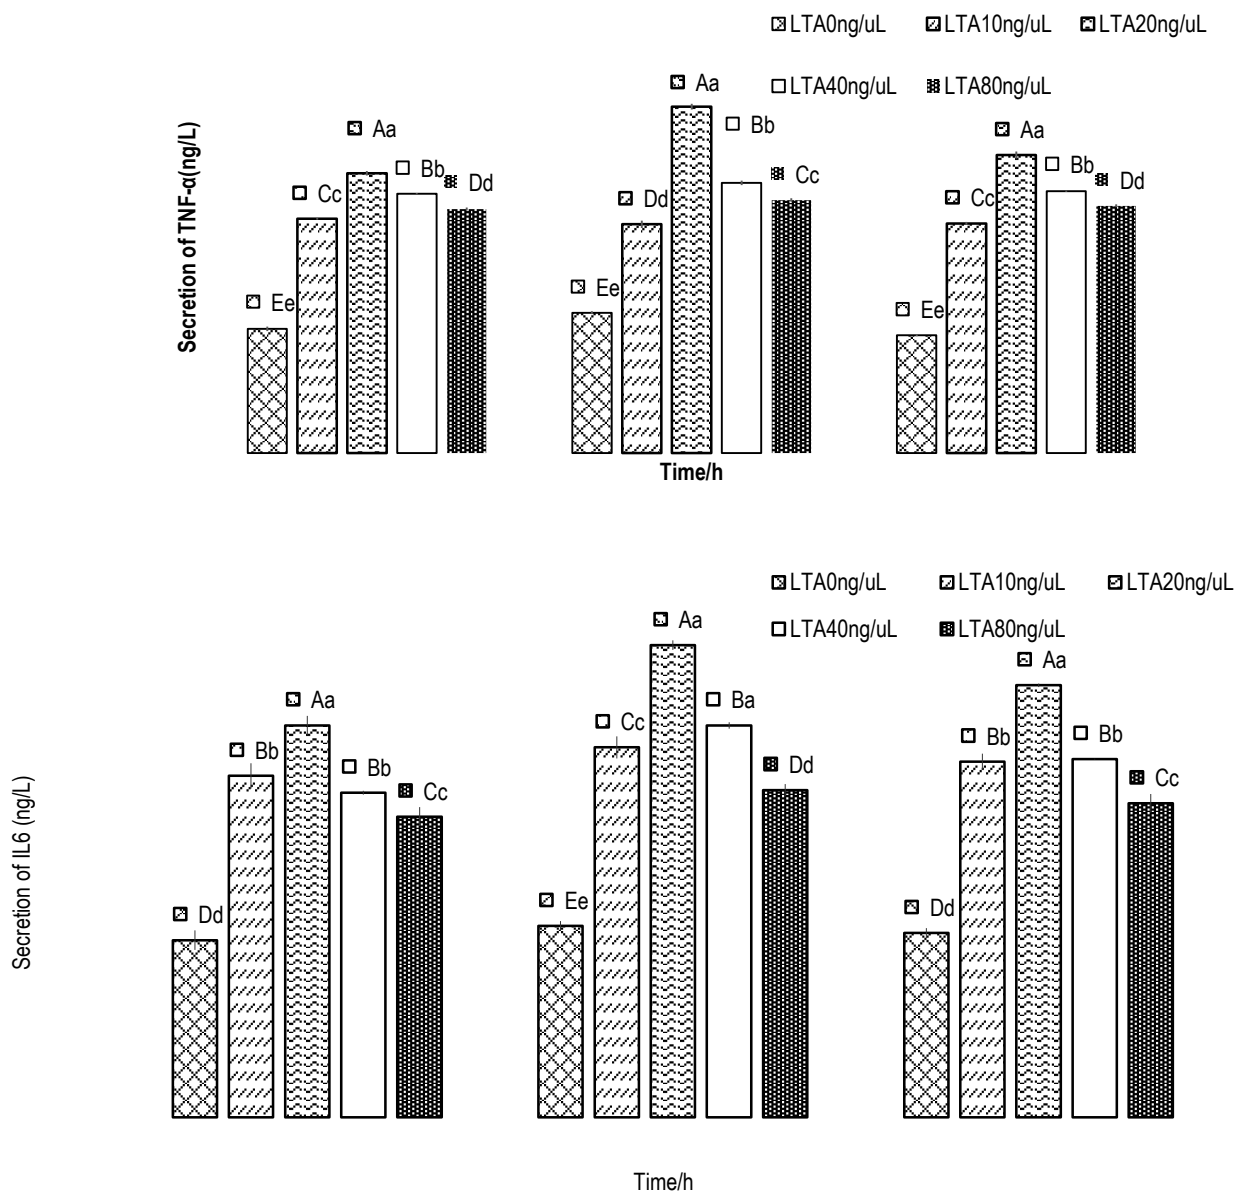 LTA0ng/uL LTA10ng/uL LTA20ng/uL
LTA40ng/uL LTA80ng/uL
Secretion of TNF-α(ng/L)
Ee Cc Aa Bb Dd
Ee Dd Aa Bb Cc
Ee Cc Aa Bb Dd
Time/h
LTA0ng/uL LTA10ng/uL LTA20ng/uL
LTA40ng/uL LTA80ng/uL
Secretion of IL6 (ng/L)
Dd Bb Aa Bb Cc
Ee Cc Aa Ba Dd
Dd Bb Aa Bb Cc
Time/h